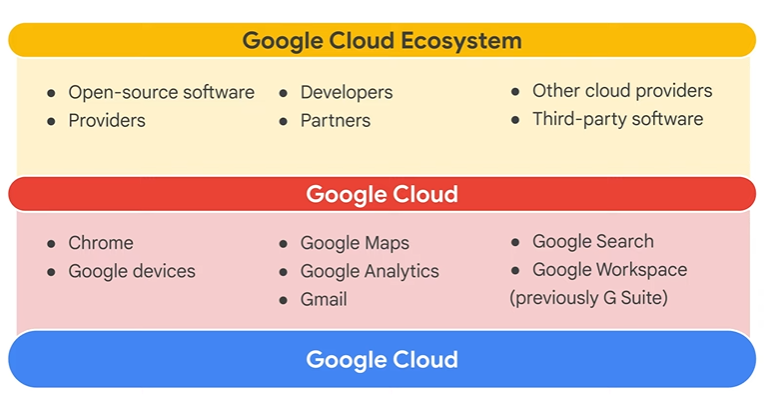 Google Cloud Ecosystem
● Open-source software
● Providers
● Developers
● Partners
● Other cloud providers
● Third-party software
Google Cloud
● Chrome
● Google devices
● Google Maps
● Google Analytics
● Gmail
● Google Search
● Google Workspace
(previously G Suite)
Google Cloud